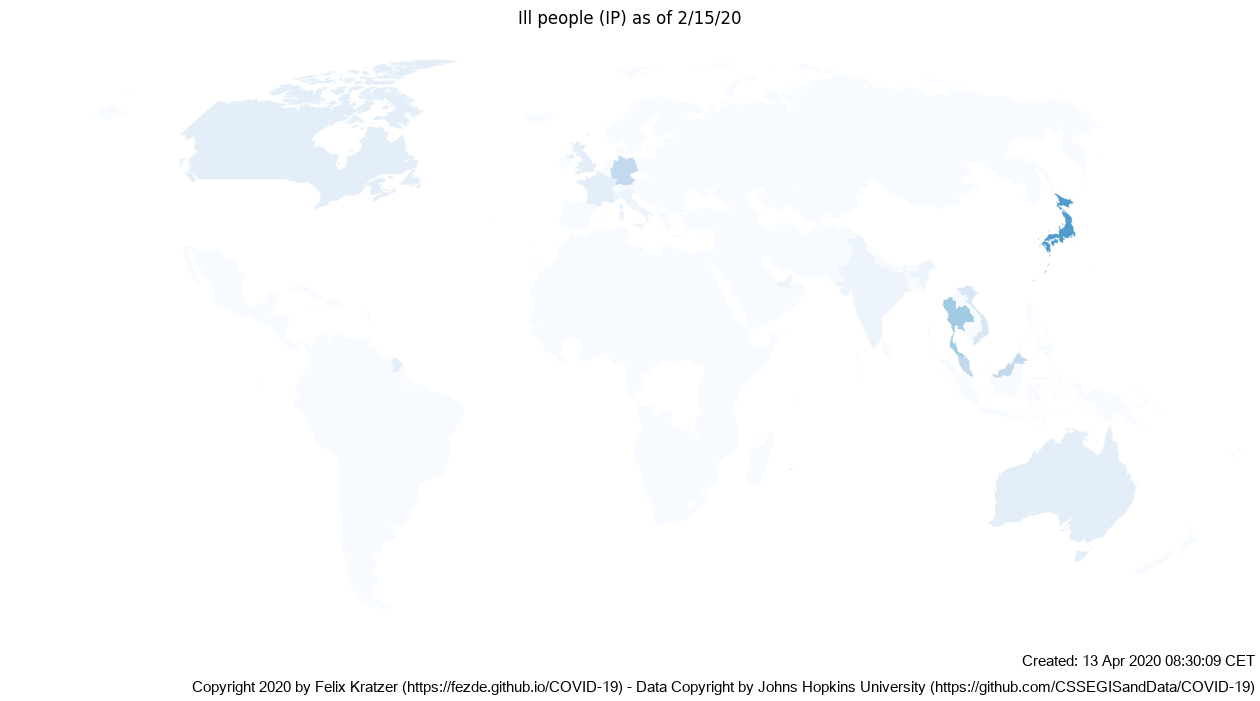 Ill people (IP) as of 2/15/20
Created: 13 Apr 2020 08:30:09 CET
Copyright 2020 by Felix Kratzer (https://fezde.github.io/COVID-19) - Data Copyright by Johns Hopkins University (https://github.com/CSSEGISandData/COVID-19)